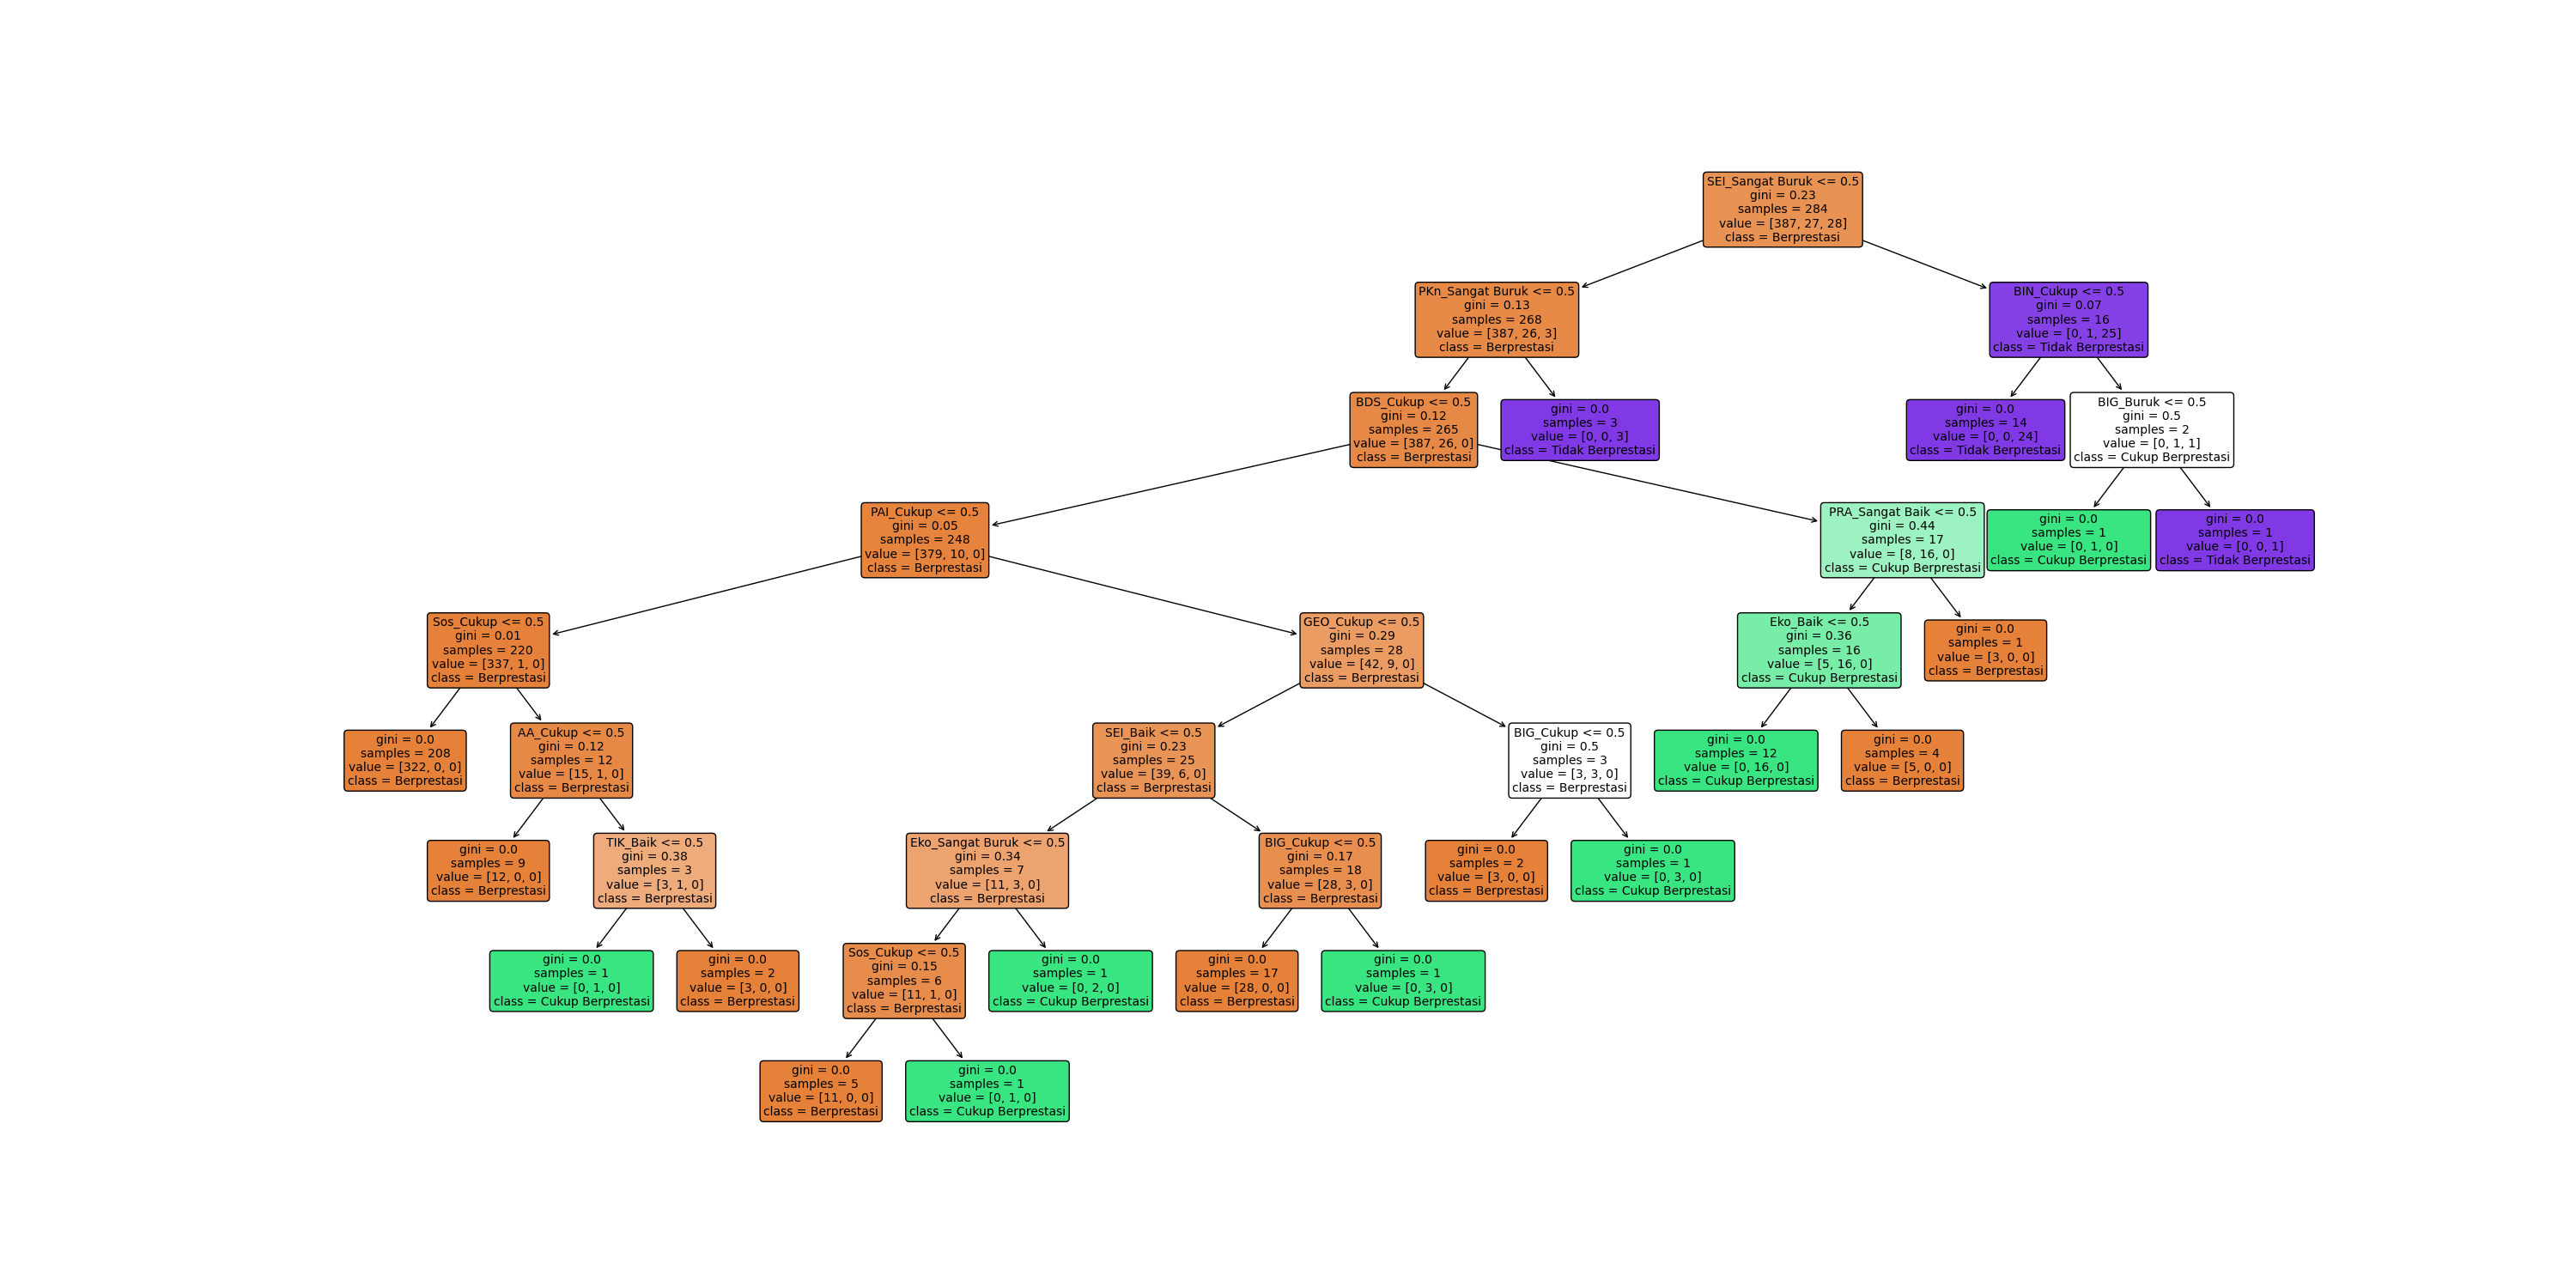 SEI_Sangat Buruk <= 0.5
gini = 0.23
samples = 284
value = [387, 27, 28]
class = Berprestasi
PKn_Sangat Buruk <= 0.5
gini = 0.13
samples = 268
value = [387, 26, 3]
class = Berprestasi
BIN_Cukup <= 0.5
gini = 0.07
samples = 16
value = [0, 1, 25]
class = Tidak Berprestasi
BDS_Cukup <= 0.5
gini = 0.12
samples = 265
value = [387, 26, 0]
class = Berprestasi
gini = 0.0
samples = 3
value = [0, 0, 3]
class = Tidak Berprestasi
gini = 0.0
samples = 14
value = [0, 0, 24]
class = Tidak Berprestasi
BIG_Buruk <= 0.5
gini = 0.5
samples = 2
value = [0, 1, 1]
class = Cukup Berprestasi
PAI_Cukup <= 0.5
gini = 0.05
samples = 248
value = [379, 10, 0]
class = Berprestasi
PRA_Sangat Baik <= 0.5
gini = 0.44
samples = 17
value = [8, 16, 0]
class = Cukup Berprestasi
gini = 0.0
samples = 1
value = [0, 1, 0]
class = Cukup Berprestasi
gini = 0.0
samples = 1
value = [0, 0, 1]
class = Tidak Berprestasi
Sos_Cukup <= 0.5
gini = 0.01
samples = 220
value = [337, 1, 0]
class = Berprestasi
GEO_Cukup <= 0.5
gini = 0.29
samples = 28
value = [42, 9, 0]
class = Berprestasi
Eko_Baik <= 0.5
gini = 0.36
samples = 16
value = [5, 16, 0]
class = Cukup Berprestasi
gini = 0.0
samples = 1
value = [3, 0, 0]
class = Berprestasi
gini = 0.0
samples = 208
value = [322, 0, 0]
class = Berprestasi
AA_Cukup <= 0.5
gini = 0.12
samples = 12
value = [15, 1, 0]
class = Berprestasi
SEI_Baik <= 0.5
gini = 0.23
samples = 25
value = [39, 6, 0]
class = Berprestasi
BIG_Cukup <= 0.5
gini = 0.5
samples = 3
value = [3, 3, 0]
class = Berprestasi
gini = 0.0
samples = 12
value = [0, 16, 0]
class = Cukup Berprestasi
gini = 0.0
samples = 4
value = [5, 0, 0]
class = Berprestasi
gini = 0.0
samples = 9
value = [12, 0, 0]
class = Berprestasi
TIK_Baik <= 0.5
gini = 0.38
samples = 3
value = [3, 1, 0]
class = Berprestasi
Eko_Sangat Buruk <= 0.5
gini = 0.34
samples = 7
value = [11, 3, 0]
class = Berprestasi
BIG_Cukup <= 0.5
gini = 0.17
samples = 18
value = [28, 3, 0]
class = Berprestasi
gini = 0.0
samples = 2
value = [3, 0, 0]
class = Berprestasi
gini = 0.0
samples = 1
value = [0, 3, 0]
class = Cukup Berprestasi
gini = 0.0
samples = 1
value = [0, 1, 0]
class = Cukup Berprestasi
gini = 0.0
samples = 2
value = [3, 0, 0]
class = Berprestasi
Sos_Cukup <= 0.5
gini = 0.15
samples = 6
value = [11, 1, 0]
class = Berprestasi
gini = 0.0
samples = 1
value = [0, 2, 0]
class = Cukup Berprestasi
gini = 0.0
samples = 17
value = [28, 0, 0]
class = Berprestasi
gini = 0.0
samples = 1
value = [0, 3, 0]
class = Cukup Berprestasi
gini = 0.0
samples = 5
value = [11, 0, 0]
class = Berprestasi
gini = 0.0
samples = 1
value = [0, 1, 0]
class = Cukup Berprestasi